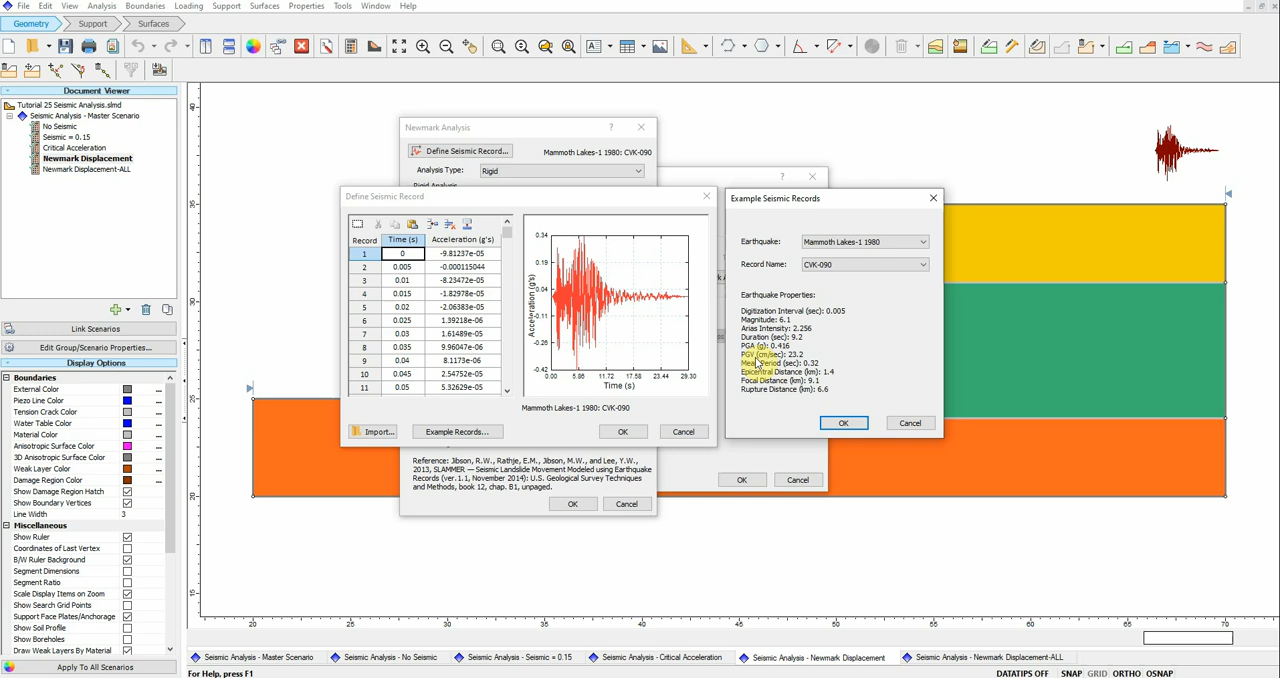 File Edit View Analysis Boundaries Loading Support Surfaces Properties Tools Window Help
Geometry Support Surfaces
Document Viewer
Tutorial 25 Seismic Analysis.slmd
Seismic Analysis - Master Scenario
No Seismic
Seismic = 0.15
Critical Acceleration
Newmark Displacement
Newmark Displacement-ALL
Link Scenarios
Edit Group/Scenario Properties...
Display Options
Boundaries
External Color ...
Piezo Line Color ...
Tension Crack Color ...
Water Table Color ...
Material Color ...
Anisotropic Surface Color ...
3D Anisotropic Surface Color ...
Weak Layer Color ...
Damage Region Color ...
Show Damage Region Hatch
Show Boundary Vertices
Line Width 3
Miscellaneous
Show Ruler
Coordinates of Last Vertex
B/W Ruler Background
Segment Dimensions
Segment Ratio
Scale Display Items on Zoom
Show Search Grid Points
Support Face Plates/Anchorage
Show Soil Profile
Show Boreholes
Draw Weak Layers By Material
Apply To All Scenarios
40
35
30
20
15
20 25 30 35 40 45 50 55 60 65 70
Newmark Analysis ?
Define Seismic Record... Mammoth Lakes-1 1980: CVK-090
Analysis Type: Rigid
Rigid Analysis
?
Define Seismic Record
Record Time (s) Acceleration (g's)
1 0 -9.81237e-05
2 0.005 -0.000115044
3 0.01 -8.23472e-05
4 0.015 -1.82978e-05
5 0.02 -2.06383e-05
6 0.025 1.39218e-06
7 0.03 1.61489e-05
8 0.035 9.96047e-06
9 0.04 8.1173e-06
10 0.045 2.54752e-05
11 0.05 5.32629e-05
Acceleration (g's)
0.34
0.19
0.04
-0.11
-0.26
-0.42
0.00 5.86 11.72 17.58 23.44 29.30
Time (s)
Mammoth Lakes-1 1980: CVK-090
Import... Example Records... OK Cancel
Reference: Jibson, R.W., Rathje, E.M., Jibson, M.W., and Lee, Y.W.,
2013, SLAMMER — Seismic Landslide Movement Modeled using Earthquake
Records (ver.1.1, November 2014): U.S. Geological Survey Techniques
and Methods, book 12, chap. B1, unpaged.
OK Cancel
OK Cancel
Example Seismic Records
Earthquake: Mammoth Lakes-1 1980
Record Name: CVK-090
Earthquake Properties:
Digitization Interval (sec): 0.005
Magnitude: 6.1
Arias Intensity: 2.256
Duration (sec): 9.2
PGA (g): 0.416
PGV (cm/sec): 23.2
Mean Period (sec): 0.32
Epicentral Distance (km): 1.4
Focal Distance (km): 9.1
Rupture Distance (km): 6.6
OK Cancel
Seismic Analysis - Master Scenario Seismic Analysis - No Seismic Seismic Analysis - Seismic = 0.15 Seismic Analysis - Critical Acceleration Seismic Analysis - Newmark Displacement Seismic Analysis - Newmark Displacement-ALL
For Help, press F1 DATATIPS OFF SNAP GRID ORTHO OSNAP